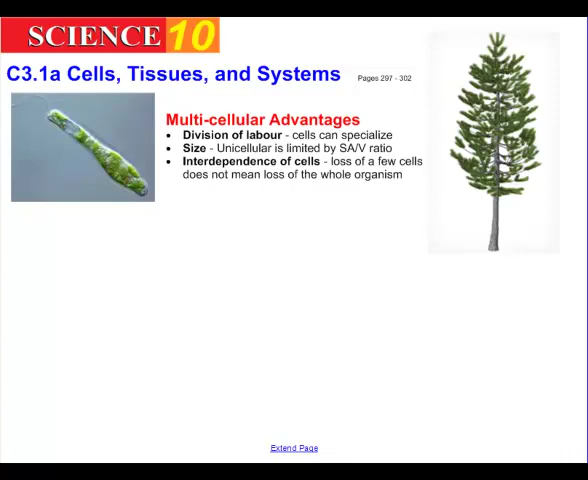 SCIENCE 10
C3.1a Cells, Tissues, and Systems Pages 297 - 302
Multi-cellular Advantages
• Division of labour - cells can specialize
• Size - Unicellular is limited by SA/V ratio
• Interdependence of cells - loss of a few cells
does not mean loss of the whole organism
Extend Page